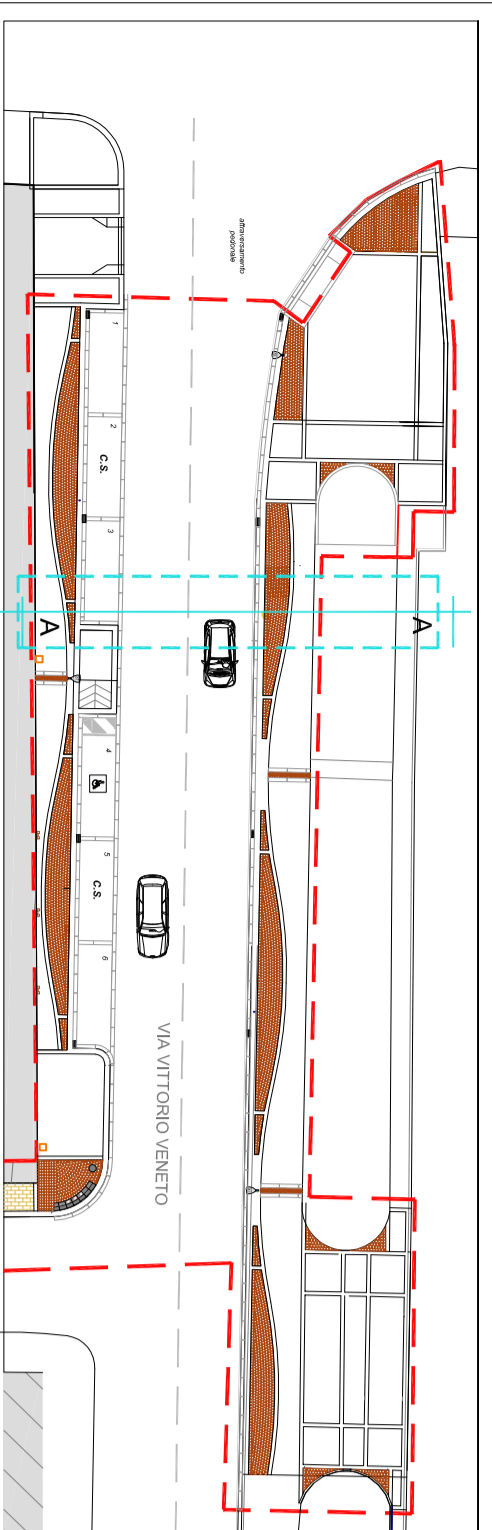 attraversamento
pedonale
1
2
C.S.
3
A
A
4
5
C.S.
6
VIA VITTORIO VENETO